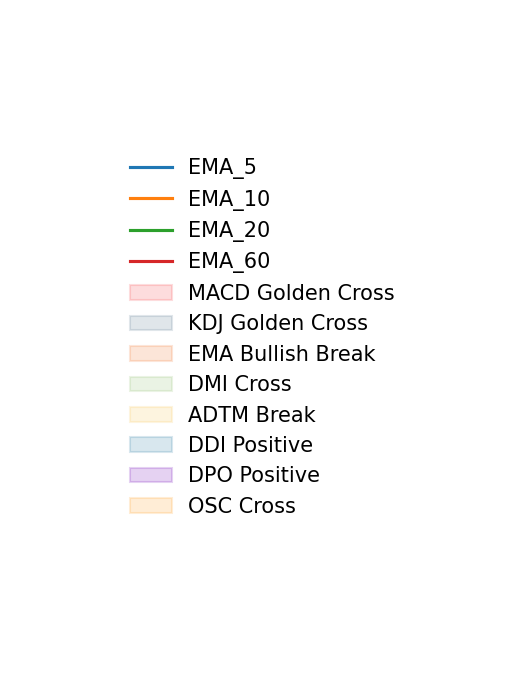 EMA_5
EMA_10
EMA_20
EMA_60
MACD Golden Cross
KDJ Golden Cross
EMA Bullish Break
DMI Cross
ADTM Break
DDI Positive
DPO Positive
OSC Cross